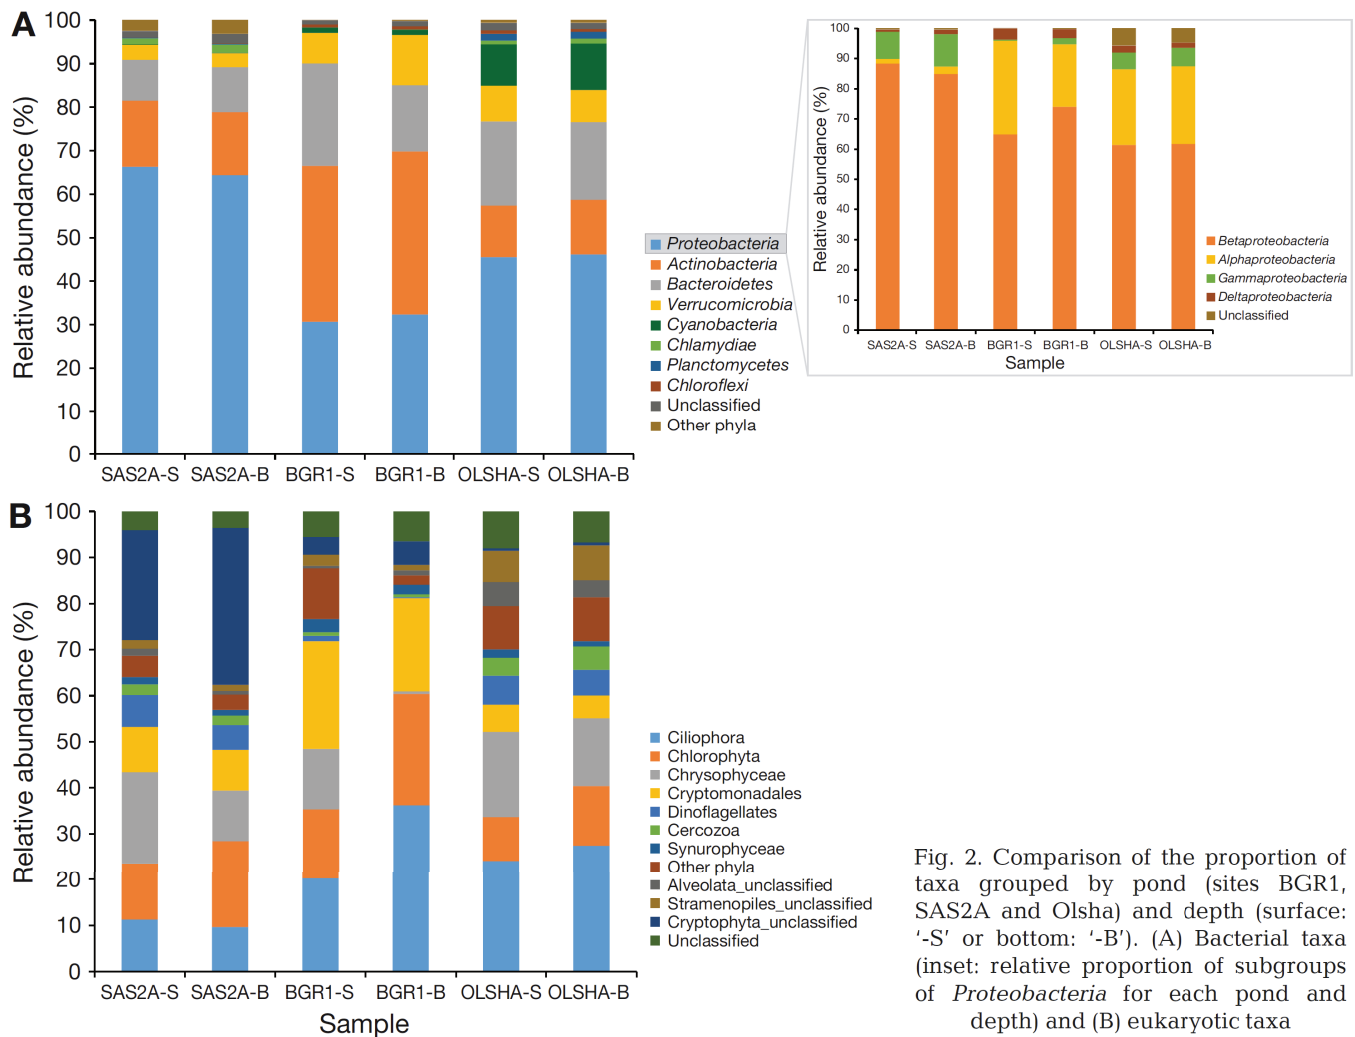 A
Relative abundance (%)
100
90
80
70
60
50
40
30
20
10
0
SAS2A-S
SAS2A-B
BGR1-S
BGR1-B
OLSHA-S
OLSHA-B
Proteobacteria
Actinobacteria
Bacteroidetes
Verrucomicrobia
Cyanobacteria
Chlamydiae
Planctomycetes
Chloroflexi
Unclassified
Other phyla
Relative abundance (%)
100
90
80
70
60
50
40
30
20
10
0
SAS2A-S
SAS2A-B
BGR1-S
BGR1-B
OLSHA-S
OLSHA-B
Sample
Betaproteobacteria
Alphaproteobacteria
Gammaproteobacteria
Deltaproteobacteria
Unclassified
B
Relative abundance (%)
100
90
80
70
60
50
40
30
20
10
0
SAS2A-S
SAS2A-B
BGR1-S
BGR1-B
OLSHA-S
OLSHA-B
Sample
Ciliophora
Chlorophyta
Chrysophyceae
Cryptomonadales
Dinoflagellates
Cercozoa
Synurophyceae
Other phyla
Alveolata_unclassified
Stramenopiles_unclassified
Cryptophyta_unclassified
Unclassified
Fig. 2. Comparison of the proportion of
taxa grouped by pond (sites BGR1,
SAS2A and Olsha) and depth (surface:
‘-S’ or bottom: ‘-B’). (A) Bacterial taxa
(inset: relative proportion of subgroups
of Proteobacteria for each pond and
depth) and (B) eukaryotic taxa